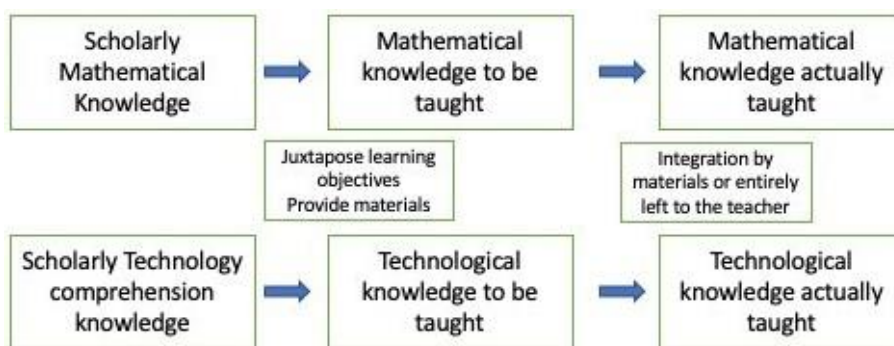 Scholarly
Mathematical
Knowledge
Mathematical
knowledge to be
taught
Mathematical
knowledge actually
taught
Juxtapose learning
objectives
Provide materials
Integration by
materials or entirely
left to the teacher
Scholarly Technology
comprehension
knowledge
Technological
knowledge to be
taught
Technological
knowledge actually
taught